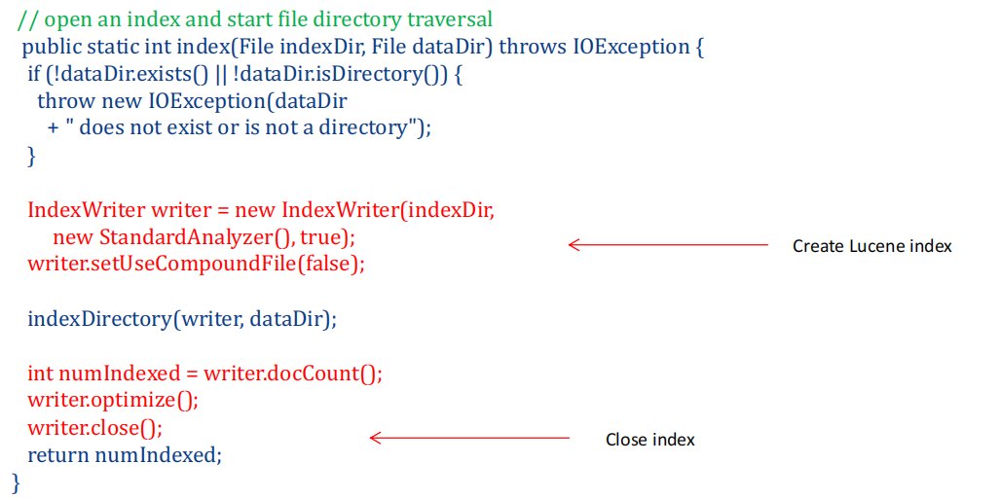 // open an index and start file directory traversal
public static int index(File indexDir, File dataDir) throws IOException {
if (!dataDir.exists() || !dataDir.isDirectory()) {
throw new IOException(dataDir
+ " does not exist or is not a directory");
}
IndexWriter writer = new IndexWriter(indexDir,
new StandardAnalyzer(), true);
Create Lucene index
writer.setUseCompoundFile(false);
indexDirectory(writer, dataDir);
int numIndexed = writer.docCount();
writer.optimize();
writer.close();
Close index
return numIndexed;
}